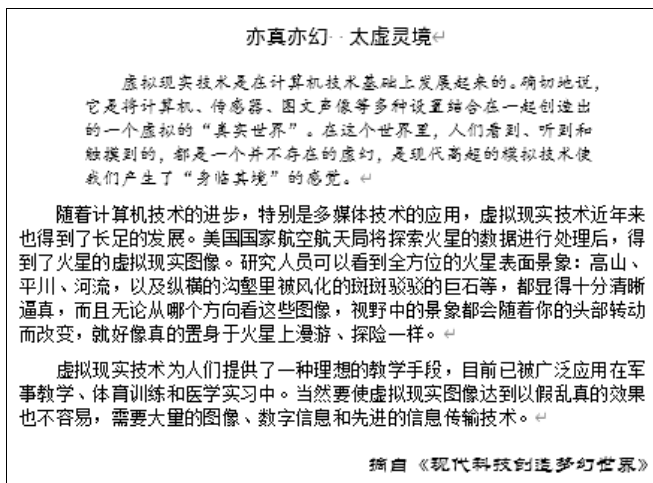 亦真亦幻··太虚灵境↵
虚拟现实技术是在计算机技术基础上发展起来的。确切地说，
它是将计算机、传感器、图文声像等多种设置结合在一起创造出
的一个虚拟的“真实世界”。在这个世界里，人们看到、听到和
触摸到的，都是一个并不存在的虚幻，是现代高超的模拟技术使
我们产生了“身临其境”的感觉。↵
随着计算机技术的进步，特别是多媒体技术的应用，虚拟现实技术近年来
也得到了长足的发展。美国国家航空航天局将探索火星的数据进行处理后，得
到了火星的虚拟现实图像。研究人员可以看到全方位的火星表面景象：高山、
平川、河流，以及纵横的沟壑里被风化的斑斑驳驳的巨石等，都显得十分清晰
逼真，而且无论从哪个方向看这些图像，视野中的景象都会随着你的头部转动
而改变，就好像真的置身于火星上漫游、探险一样。↵
虚拟现实技术为人们提供了一种理想的教学手段，目前已被广泛应用在军
事教学、体育训练和医学实习中。当然要使虚拟现实图像达到以假乱真的效果
也不容易，需要大量的图像、数字信息和先进的信息传输技术。↵
摘自《现代科技创造梦幻世界》